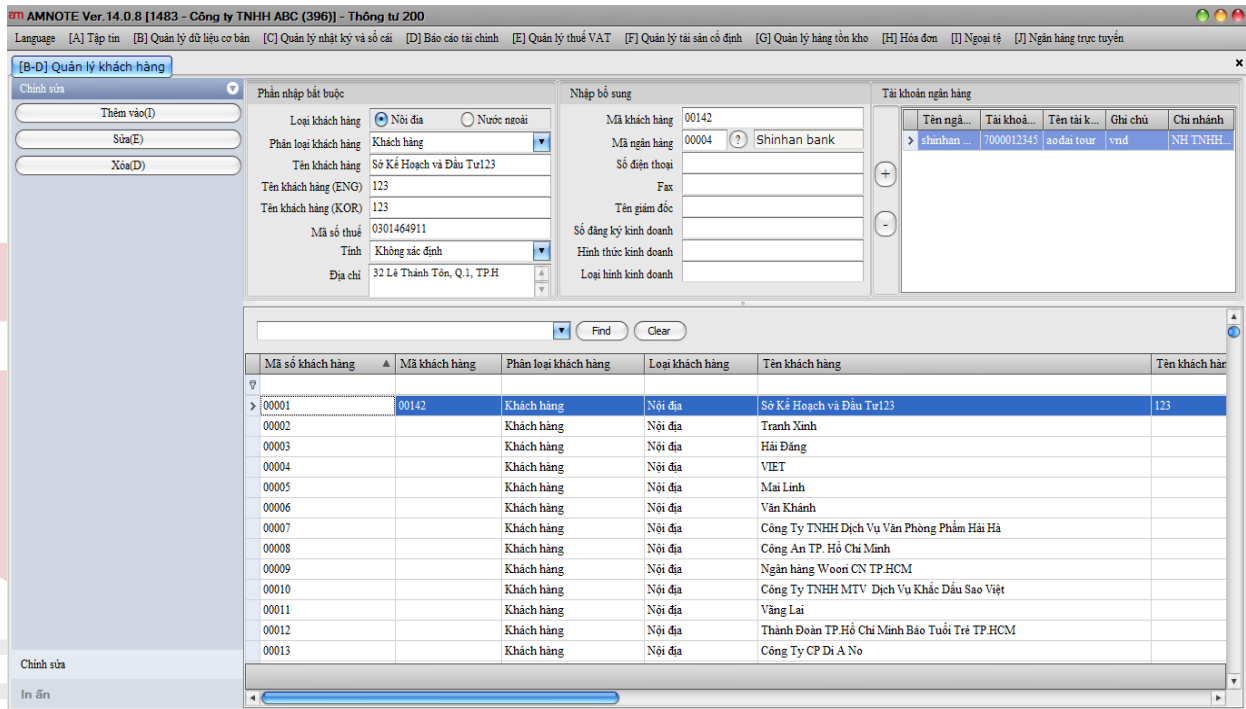 am AMNOTE Ver.14.0.8 [1483 - Công ty TNHH ABC (396)] - Thông tư 200
Language [A] Tập tin [B] Quản lý dữ liệu cơ bản [C] Quản lý nhật ký và sổ cái [D] Báo cáo tài chính [E] Quản lý thuế VAT [F] Quản lý tài sản cố định [G] Quản lý hàng tồn kho [H] Hóa đơn [I] Ngoại tệ [J] Ngân hàng trực tuyến
[B-D] Quản lý khách hàng x
Chỉnh sửa
Thêm vào(I)
Sửa(E)
Xóa(D)
Phần nhập bắt buộc
Loại khách hàng Nội địa Nước ngoài
Phân loại khách hàng Khách hàng
Tên khách hàng Sở Kế Hoạch và Đầu Tư123
Tên khách hàng (ENG) 123
Tên khách hàng (KOR) 123
Mã số thuế 0301464911
Tỉnh Không xác định
Địa chỉ 32 Lê Thánh Tôn, Q.1, TP.H
Nhập bổ sung
Mã khách hàng 00142
Mã ngân hàng 00004 ? Shinhan bank
Số điện thoại
Fax
Tên giám đốc
Số đăng ký kinh doanh
Hình thức kinh doanh
Loại hình kinh doanh
Tài khoản ngân hàng
+
-
Tên ngâ... Tài khoả... Tên tài k... Ghi chú Chi nhánh
shinhan ... 7000012345 aodai tour vnd NH TNHH...
Find Clear
Mã số khách hàng Mã khách hàng Phân loại khách hàng Loại khách hàng Tên khách hàng Tên khách hàn
00001 00142 Khách hàng Nội địa Sở Kế Hoạch và Đầu Tư123 123
00002 Khách hàng Nội địa Tranh Xinh
00003 Khách hàng Nội địa Hải Đăng
00004 Khách hàng Nội địa VIET
00005 Khách hàng Nội địa Mai Linh
00006 Khách hàng Nội địa Văn Khánh
00007 Khách hàng Nội địa Công Ty TNHH Dịch Vụ Văn Phòng Phẩm Hải Hà
00008 Khách hàng Nội địa Công An TP. Hồ Chí Minh
00009 Khách hàng Nội địa Ngân hàng Woori CN TP.HCM
00010 Khách hàng Nội địa Công Ty TNHH MTV Dịch Vụ Khắc Dấu Sao Việt
00011 Khách hàng Nội địa Vãng Lai
00012 Khách hàng Nội địa Thành Đoàn TP.Hồ Chí Minh Báo Tuổi Trẻ TP.HCM
00013 Khách hàng Nội địa Công Ty CP Di A No
Chỉnh sửa
In ấn